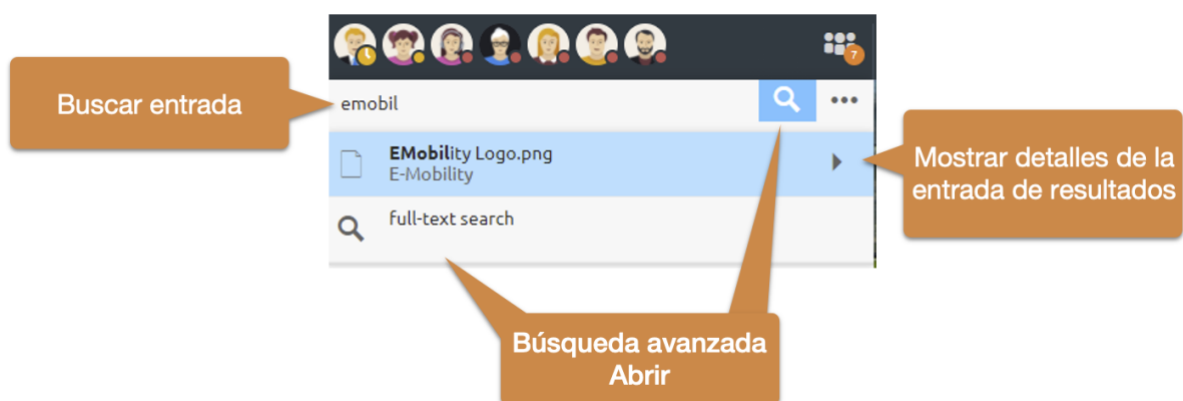 7
Buscar entrada
emobil
EMobility Logo.png
E-Mobility
full-text search
Mostrar detalles de la
entrada de resultados
Búsqueda avanzada
Abrir